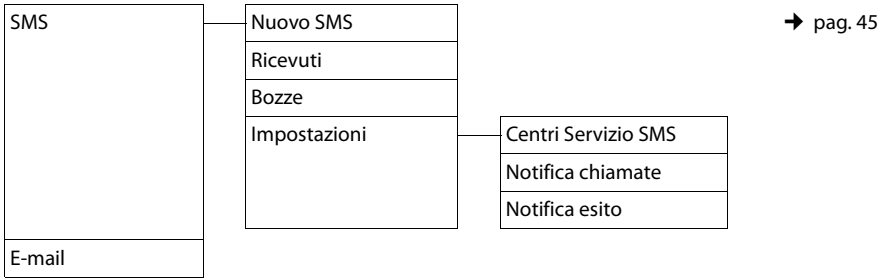 SMS
Nuovo SMS
➔ pag. 45
Ricevuti
Bozze
Impostazioni
Centri Servizio SMS
Notifica chiamate
Notifica esito
E-mail